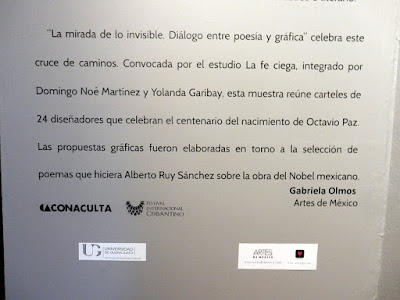 "La mirada de lo invisible. Diálogo entre poesía y gráfica" celebra este
cruce de caminos. Convocada por el estudio La fe ciega, integrado por
Domingo Noé Martínez y Yolanda Garibay, esta muestra reúne carteles de
24 diseñadores que celebran el centenario del nacimiento de Octavio Paz.
Las propuestas gráficas fueron elaboradas en torno a la selección de
poemas que hiciera Alberto Ruy Sánchez sobre la obra del Nobel mexicano.
Gabriela Olmos
Artes de México
CONACULTA
FESTIVAL
INTERNACIONAL
CERVANTINO
UG
UNIVERSIDAD
DE GUANAJUATO
ARTES
DE MÉXICO